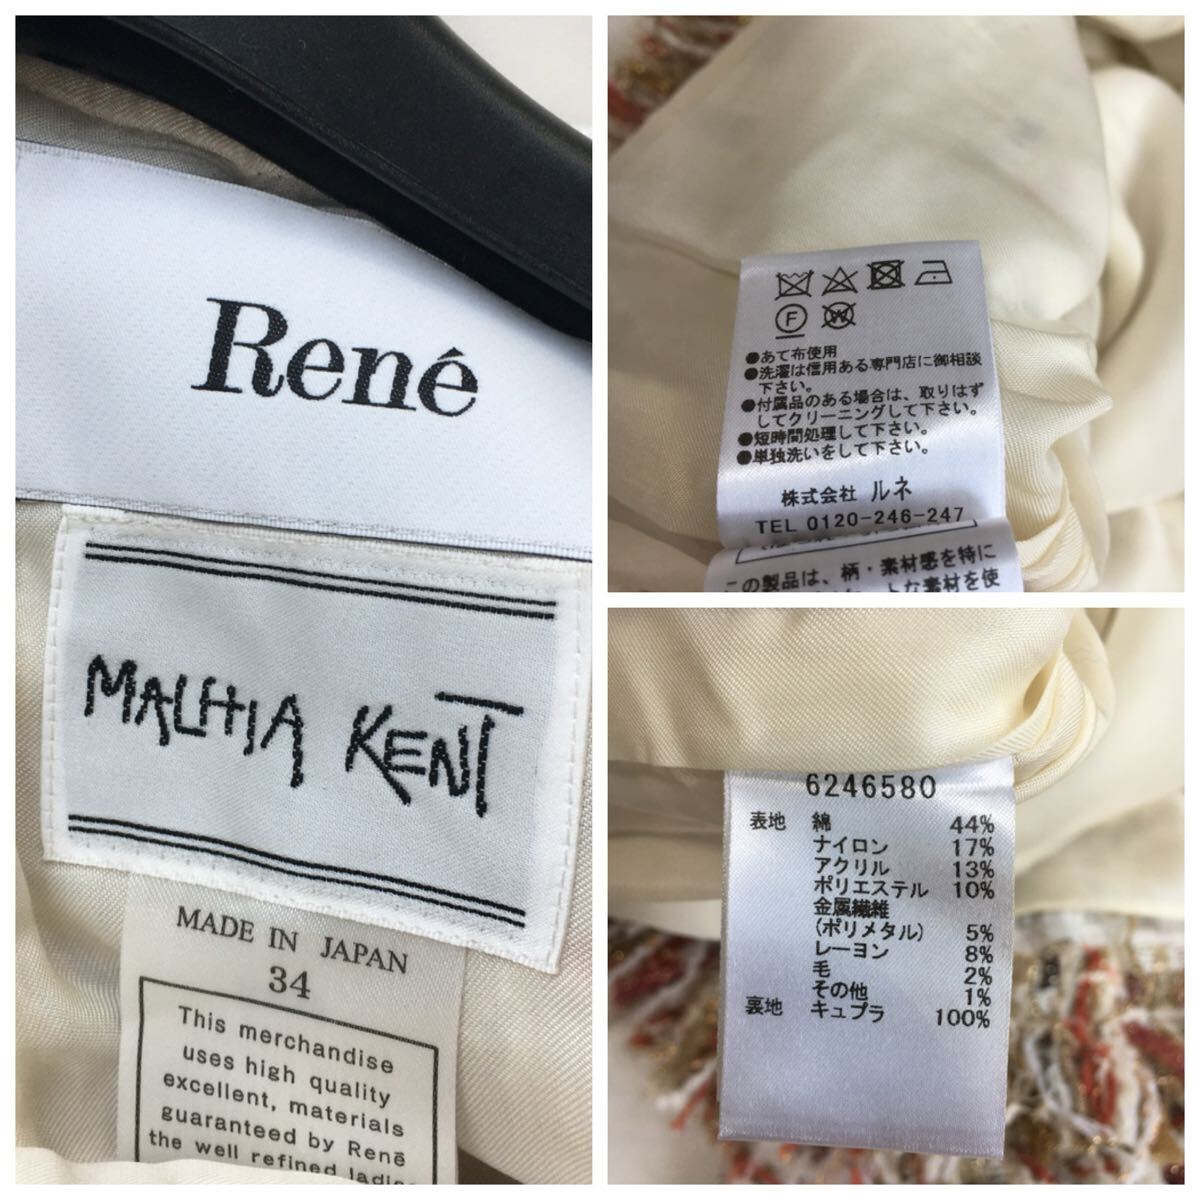 René
MALHIA KENT
MADE IN JAPAN
34
This merchandise
uses high quality
excellent, materials
guaranteed by René
the well refined
F
W
●あて布使用
●洗濯は信用ある専門店に御相談
下さい。
●付属品のある場合は、取りはず
してクリーニングして下さい。
●短時間処理して下さい。
●単独洗いをして下さい。
株式会社 ルネ
TEL 0120-246-247
この製品は、柄・素材感を特に
な素材を使
6246580
表地 綿 44%
ナイロン 17%
アクリル 13%
ポリエステル 10%
金属繊維
(ポリメタル) 5%
レーヨン 8%
毛 2%
その他 1%
裏地 キュプラ 100%